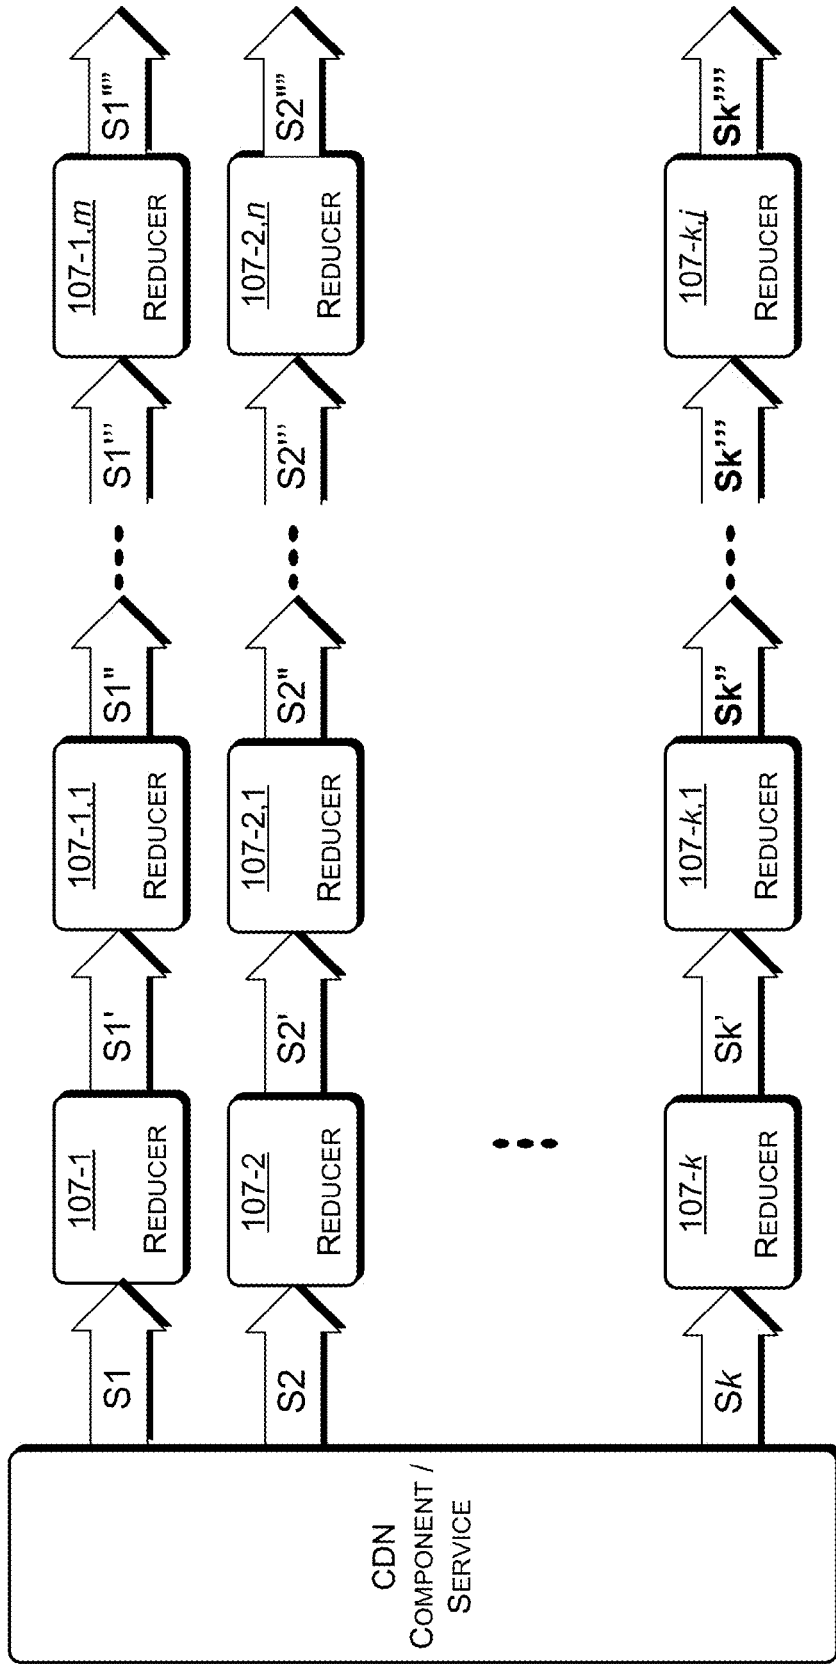 CDN
COMPONENT /
SERVICE
S1
107-1
REDUCER
S1'
107-1,1
REDUCER
S1"
S1'''
107-1,m
REDUCER
S1""
S2
107-2
REDUCER
S2'
107-2,1
REDUCER
S2"
S2'''
107-2,n
REDUCER
S2""
Sk
107-k
REDUCER
Sk'
107-k,1
REDUCER
Sk"
Sk'''
107-k,j
REDUCER
Sk""